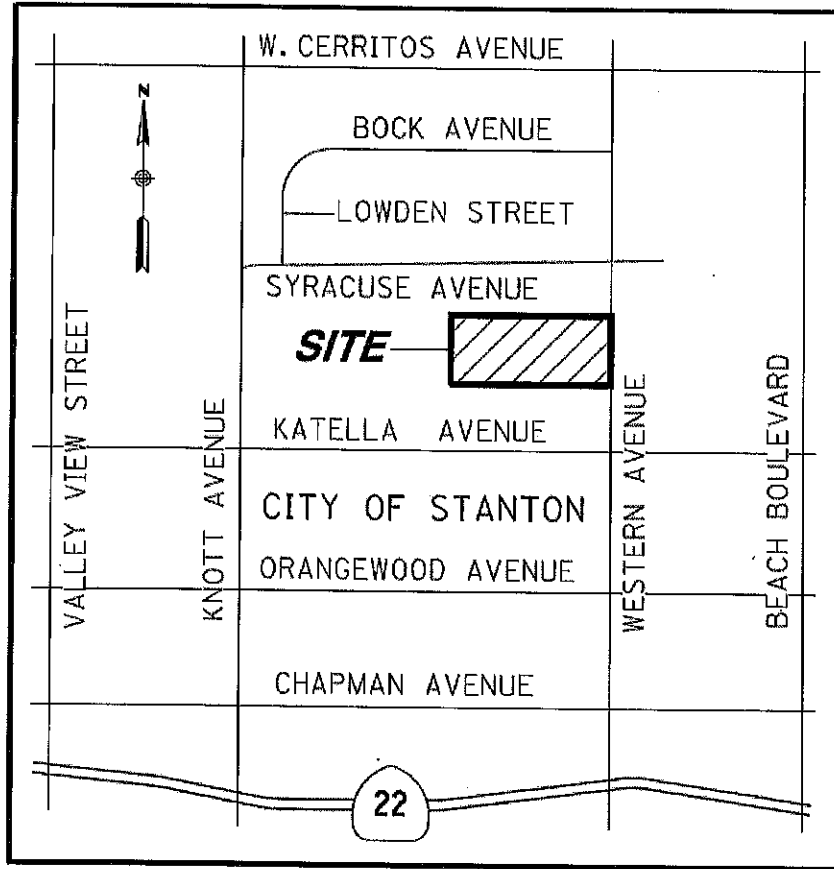 W. CERRITOS AVENUE
N
BOCK AVENUE
LOWDEN STREET
SYRACUSE AVENUE
SITE
VALLEY VIEW STREET
KNOTT AVENUE
KATELLA AVENUE
WESTERN AVENUE
BEACH BOULEVARD
CITY OF STANTON
ORANGEWOOD AVENUE
CHAPMAN AVENUE
22